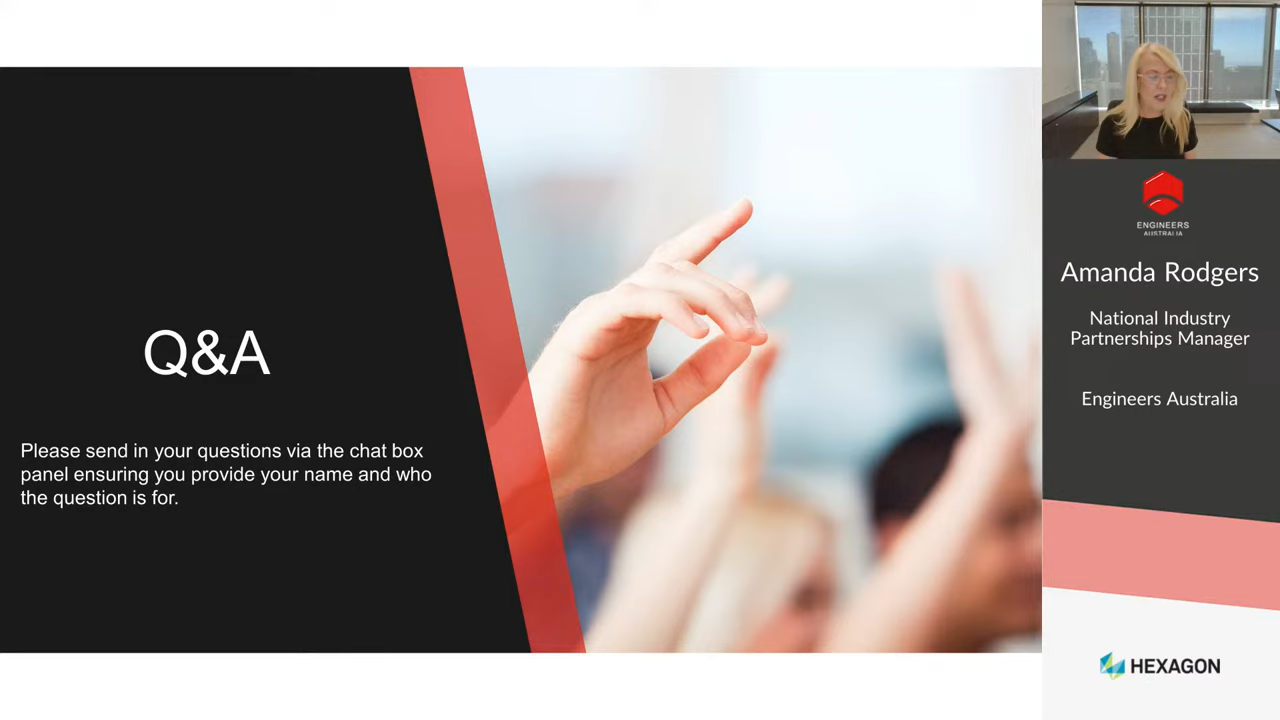 Q&A
Please send in your questions via the chat box
panel ensuring you provide your name and who
the question is for.
ENGINEERS
AUSTRALIA
Amanda Rodgers
National Industry
Partnerships Manager
Engineers Australia
HEXAGON